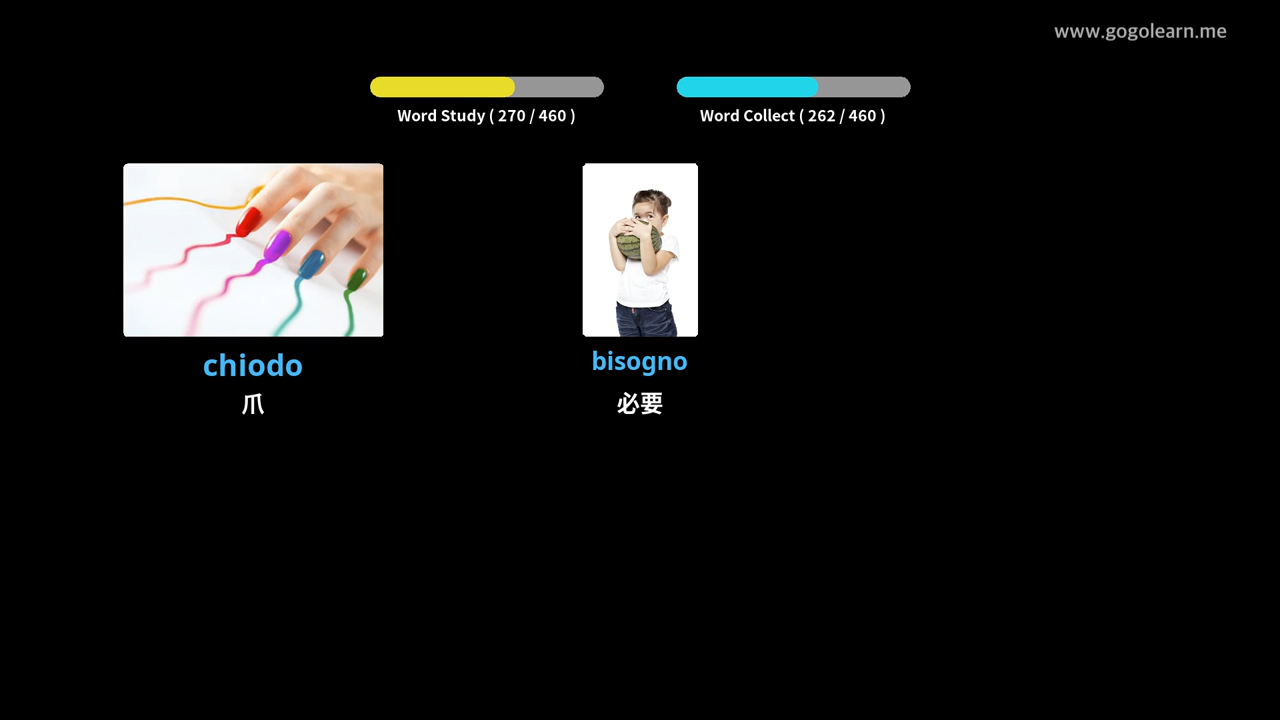 www.gogolearn.me
Word Study ( 270 / 460 )
Word Collect ( 262 / 460 )
chiodo
爪
bisogno
必要